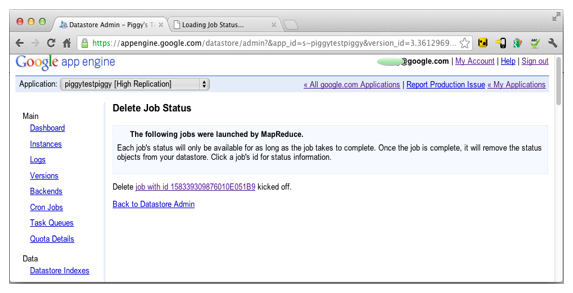 Datastore Admin – Piggy's T
Loading Job Status...
https://appengine.google.com/datastore/admin?&app_id=s~piggytestpiggy&version_id=3.3612969
Google app engine
@google.com | My Account | Help | Sign out
Application: piggytestpiggy [High Replication]
« All google.com Applications | Report Production Issue « My Applications
Main
Dashboard
Instances
Logs
Versions
Backends
Cron Jobs
Task Queues
Quota Details
Data
Datastore Indexes
Delete Job Status
The following jobs were launched by MapReduce.
Each job's status will only be available for as long as the job takes to complete. Once the job is complete, it will remove the status
objects from your datastore. Click a job's id for status information.
Delete job with id 158339309876010E051B9 kicked off.
Back to Datastore Admin